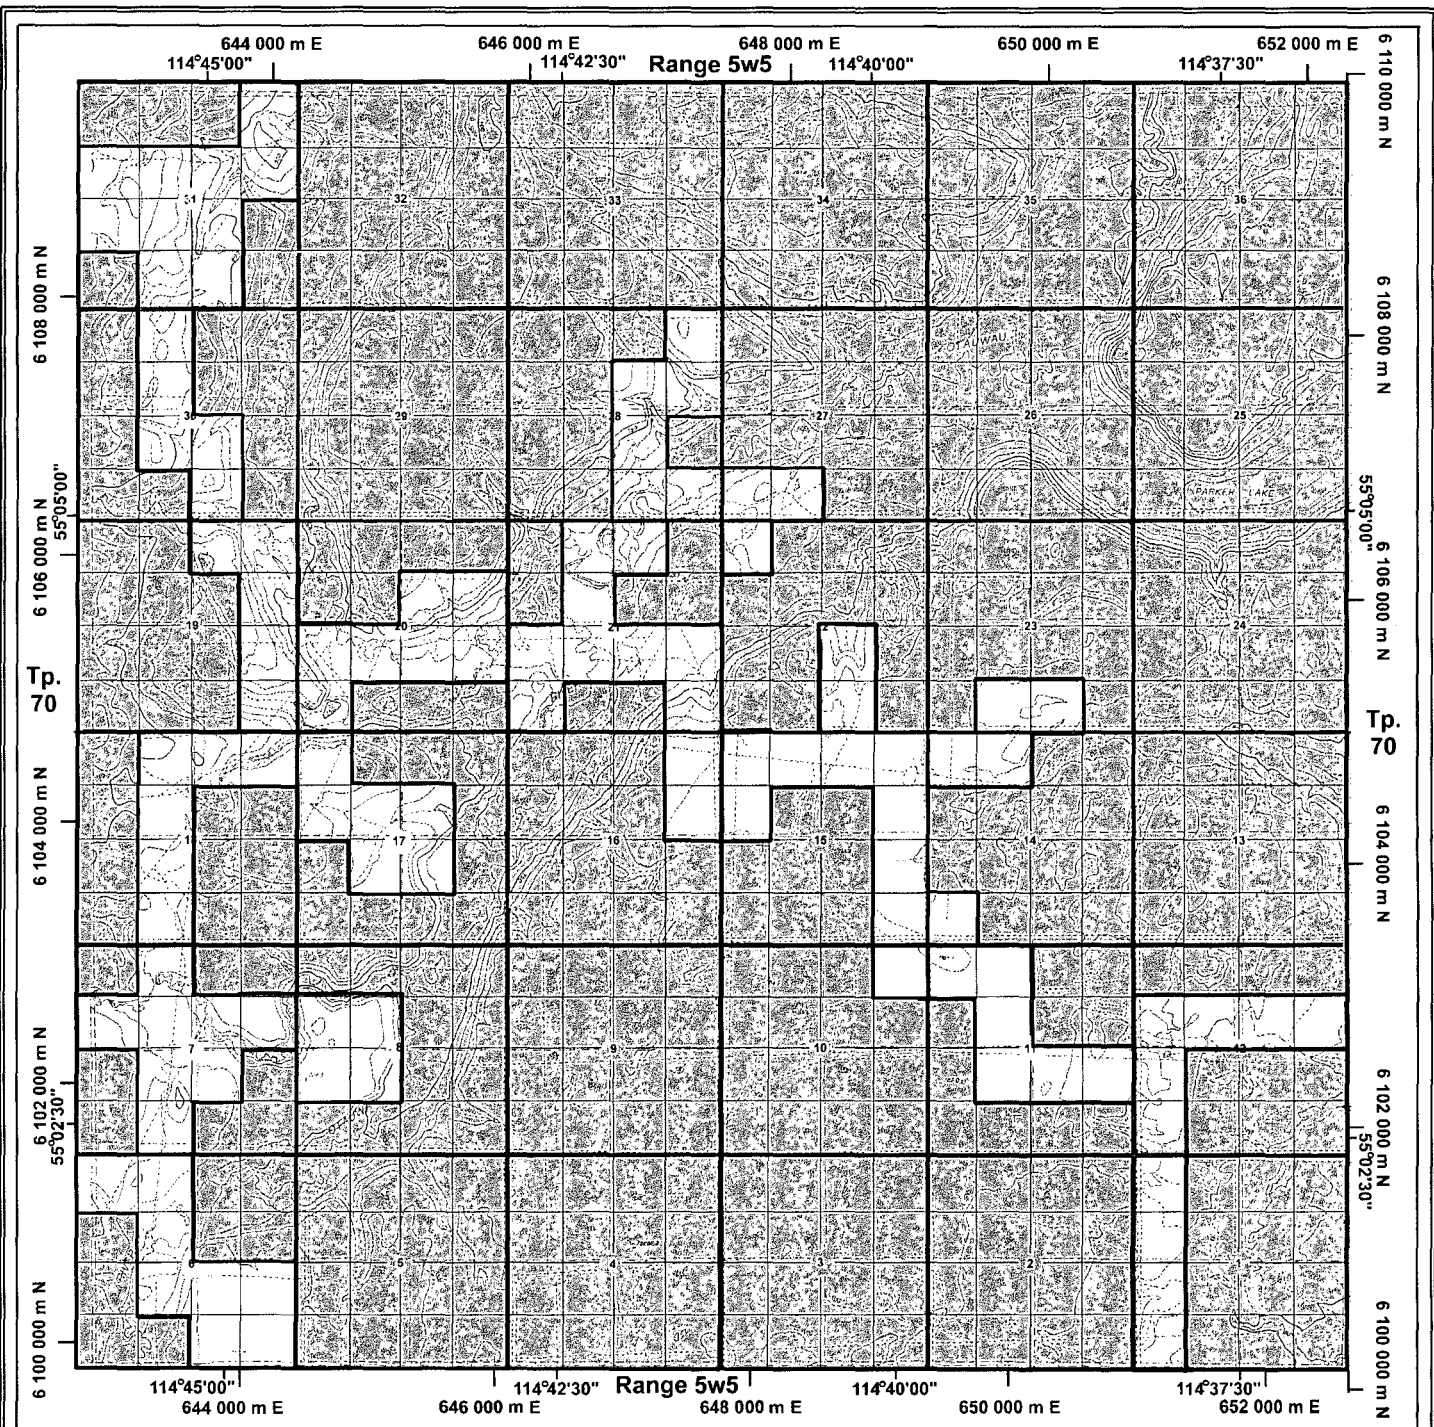 644 000 m E 646 000 m E 648 000 m E 650 000 m E 652 000 m E
114°45'00" 114°42'30" Range 5w5 114°40'00" 114°37'30"
6 110 000 m N
31 32 33 34 35 36
6 108 000 m N
6 108 000 m N
30 29 28 27 26 25
PARKER LAKE
55°05'00"
55°05'00"
6 106 000 m N
6 106 000 m N
19 20 21 23 24
Tp.
70
Tp.
70
6 104 000 m N
6 104 000 m N
18 17 16 15 14 13
7 8 9 10 11 12
6 102 000 m N
6 102 000 m N
55°02'30"
55°02'30"
6 5 4 3 2 1
6 100 000 m N
6 100 000 m N
114°45'00" 114°42'30" Range 5w5 114°40'00" 114°37'30"
644 000 m E 646 000 m E 648 000 m E 650 000 m E 652 000 m E